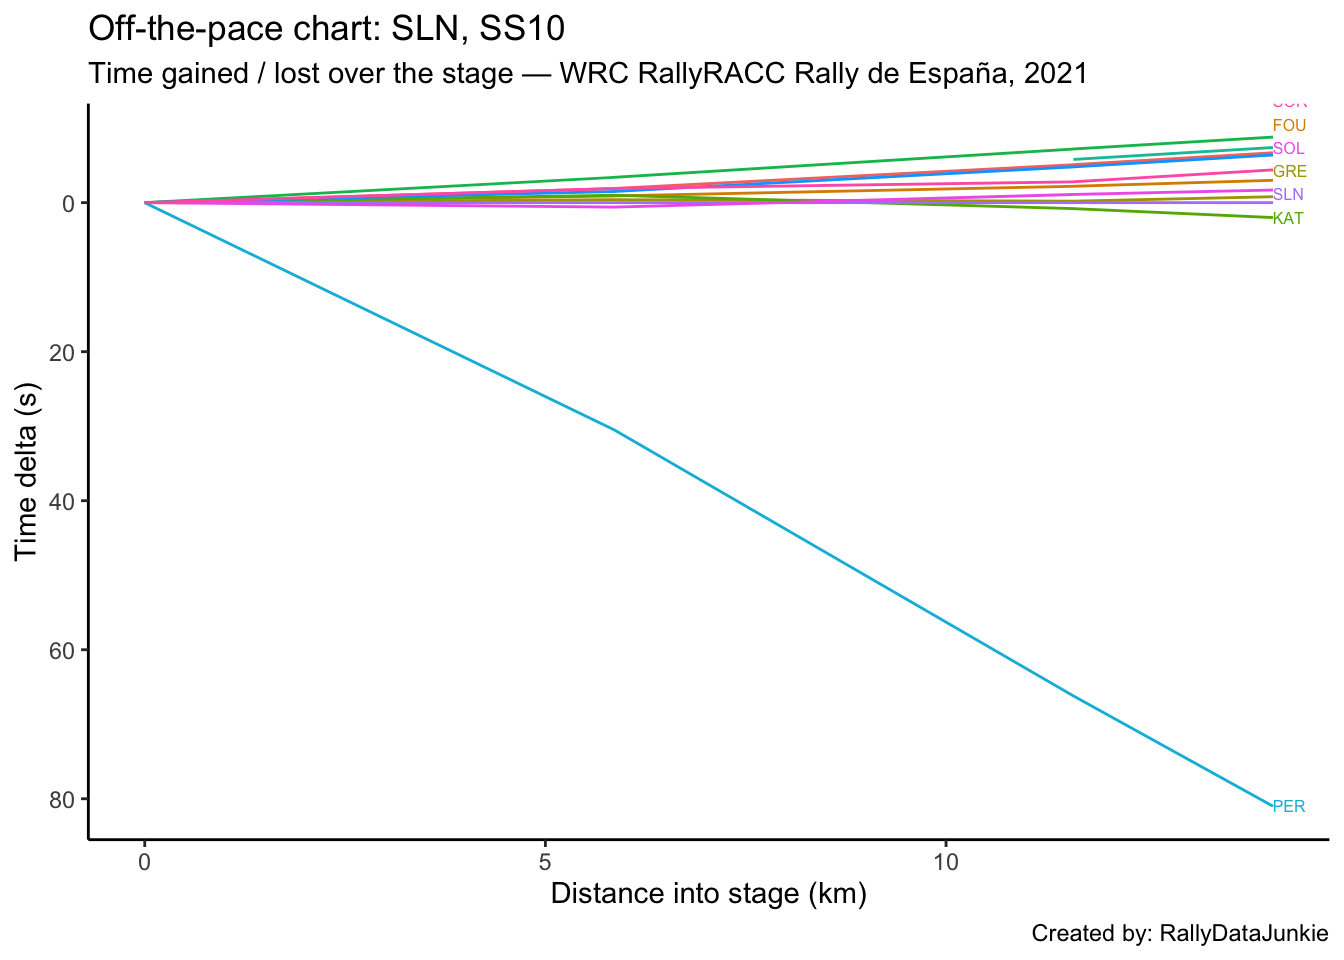 Off-the-pace chart: SLN, SS10
Time gained / lost over the stage — WRC RallyRACC Rally de España, 2021
FOU
SOL
GRE
SLN
KAT
PER
0
20
40
60
80
Time delta (s)
0
5
10
Distance into stage (km)
Created by: RallyDataJunkie